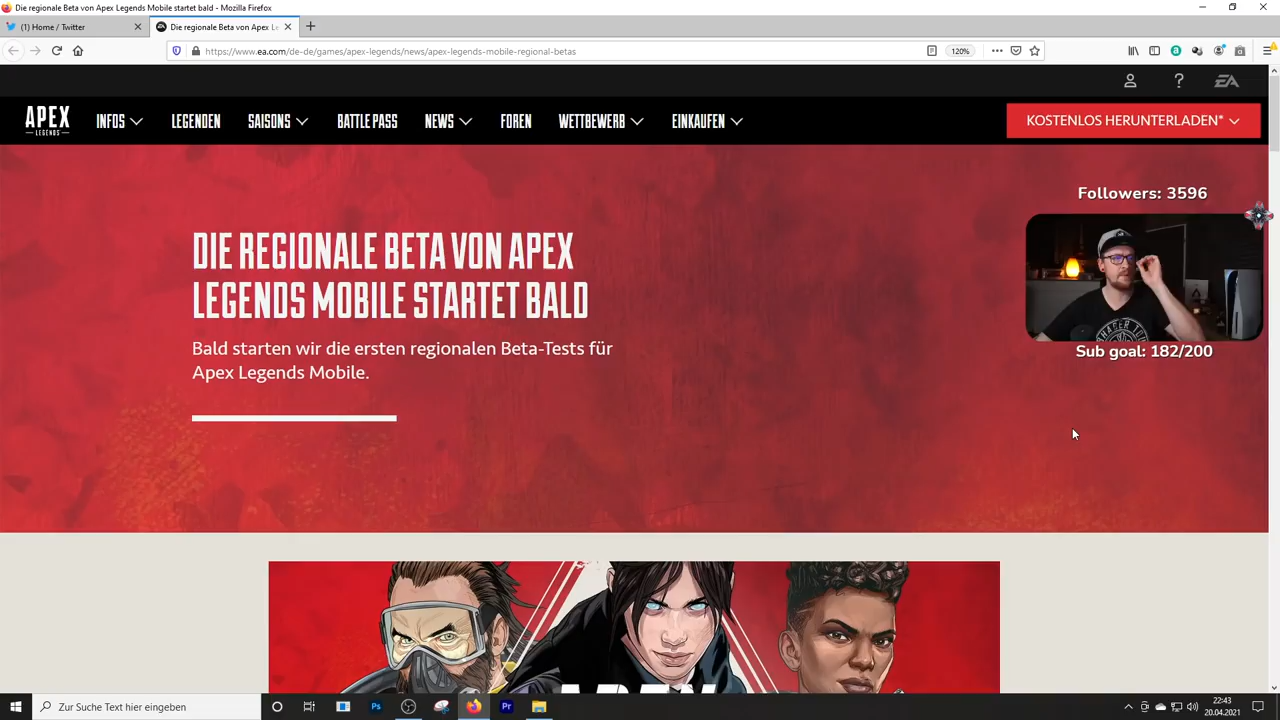 Die regionale Beta von Apex Legends Mobile startet bald - Mozilla Firefox
(1) Home / Twitter
Die regionale Beta von Apex Le
https://www.ea.com/de-de/games/apex-legends/news/apex-legends-mobile-regional-betas
120%
EA
APEX
LEGENDS
INFOS
LEGENDEN
SAISONS
BATTLE PASS
NEWS
FOREN
WETTBEWERB
EINKAUFEN
KOSTENLOS HERUNTERLADEN*
Followers: 3596
DIE REGIONALE BETA VON APEX
LEGENDS MOBILE STARTET BALD
Bald starten wir die ersten regionalen Beta-Tests für
Apex Legends Mobile.
Sub goal: 182/200
Zur Suche Text hier eingeben
Ps
Pr
22:43
20.04.2021